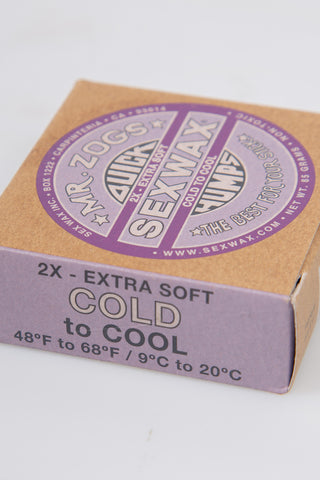 SEX WAX INC. • BOX 1222 • CARPINTERIA • CA • 93014
★ MR. ZOGS ★
QUICK
2X - EXTRA SOFT
SEXWAX
COLD TO COOL
HUMPS
★ THE BEST FOR YOUR STICK ★
WWW.SEXWAX.COM • NET WT. 85 GRAMS • NON-TOXIC
2X - EXTRA SOFT
COLD
to COOL
48°F to 68°F / 9°C to 20°C